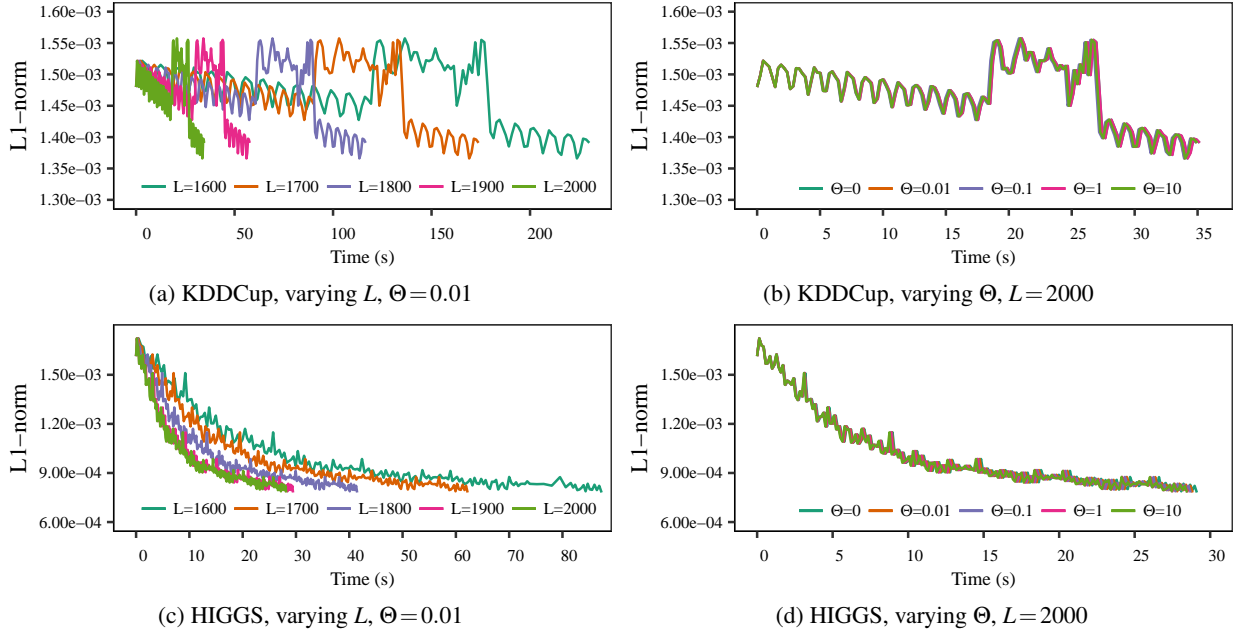 1.60e−03
1.55e−03
1.50e−03
1.45e−03
1.40e−03
1.35e−03
1.30e−03
L1−norm
L=1600 L=1700 L=1800 L=1900 L=2000
0 50 100 150 200
Time (s)
(a) KDDCup, varying L, Θ=0.01
1.60e−03
1.55e−03
1.50e−03
1.45e−03
1.40e−03
1.35e−03
1.30e−03
L1−norm
Θ=0 Θ=0.01 Θ=0.1 Θ=1 Θ=10
0 5 10 15 20 25 30 35
Time (s)
(b) KDDCup, varying Θ, L=2000
1.50e−03
1.20e−03
9.00e−04
6.00e−04
L1−norm
L=1600 L=1700 L=1800 L=1900 L=2000
0 10 20 30 40 50 60 70 80
Time (s)
(c) HIGGS, varying L, Θ=0.01
1.50e−03
1.20e−03
9.00e−04
6.00e−04
L1−norm
Θ=0 Θ=0.01 Θ=0.1 Θ=1 Θ=10
0 5 10 15 20 25 30
Time (s)
(d) HIGGS, varying Θ, L=2000